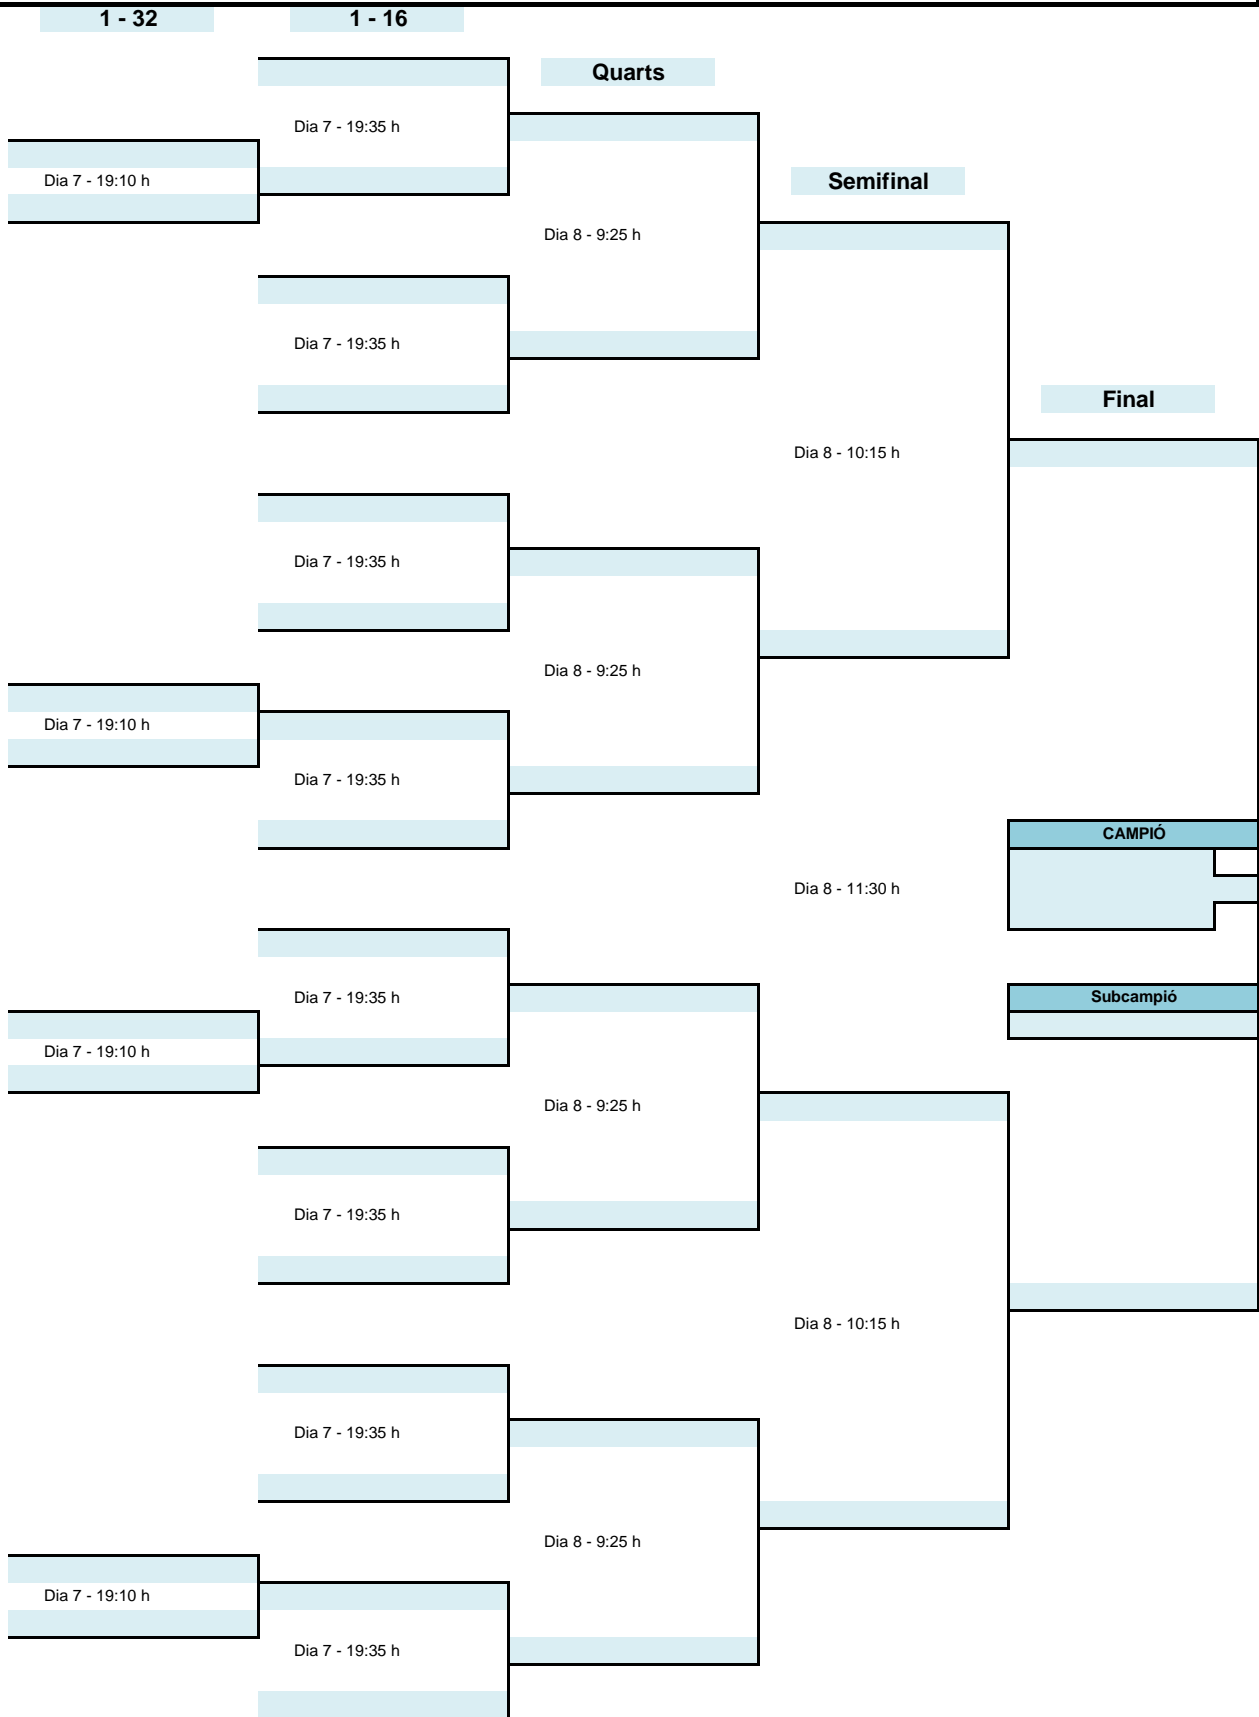 1 - 32
1 - 16
Quarts
Dia 7 - 19:35 h
Dia 7 - 19:10 h
Semifinal
Dia 8 - 9:25 h
Dia 7 - 19:35 h
Final
Dia 8 - 10:15 h
Dia 7 - 19:35 h
Dia 8 - 9:25 h
Dia 7 - 19:10 h
Dia 7 - 19:35 h
CAMPIÓ
Dia 8 - 11:30 h
Dia 7 - 19:35 h
Subcampió
Dia 7 - 19:10 h
Dia 8 - 9:25 h
Dia 7 - 19:35 h
Dia 8 - 10:15 h
Dia 7 - 19:35 h
Dia 8 - 9:25 h
Dia 7 - 19:10 h
Dia 7 - 19:35 h